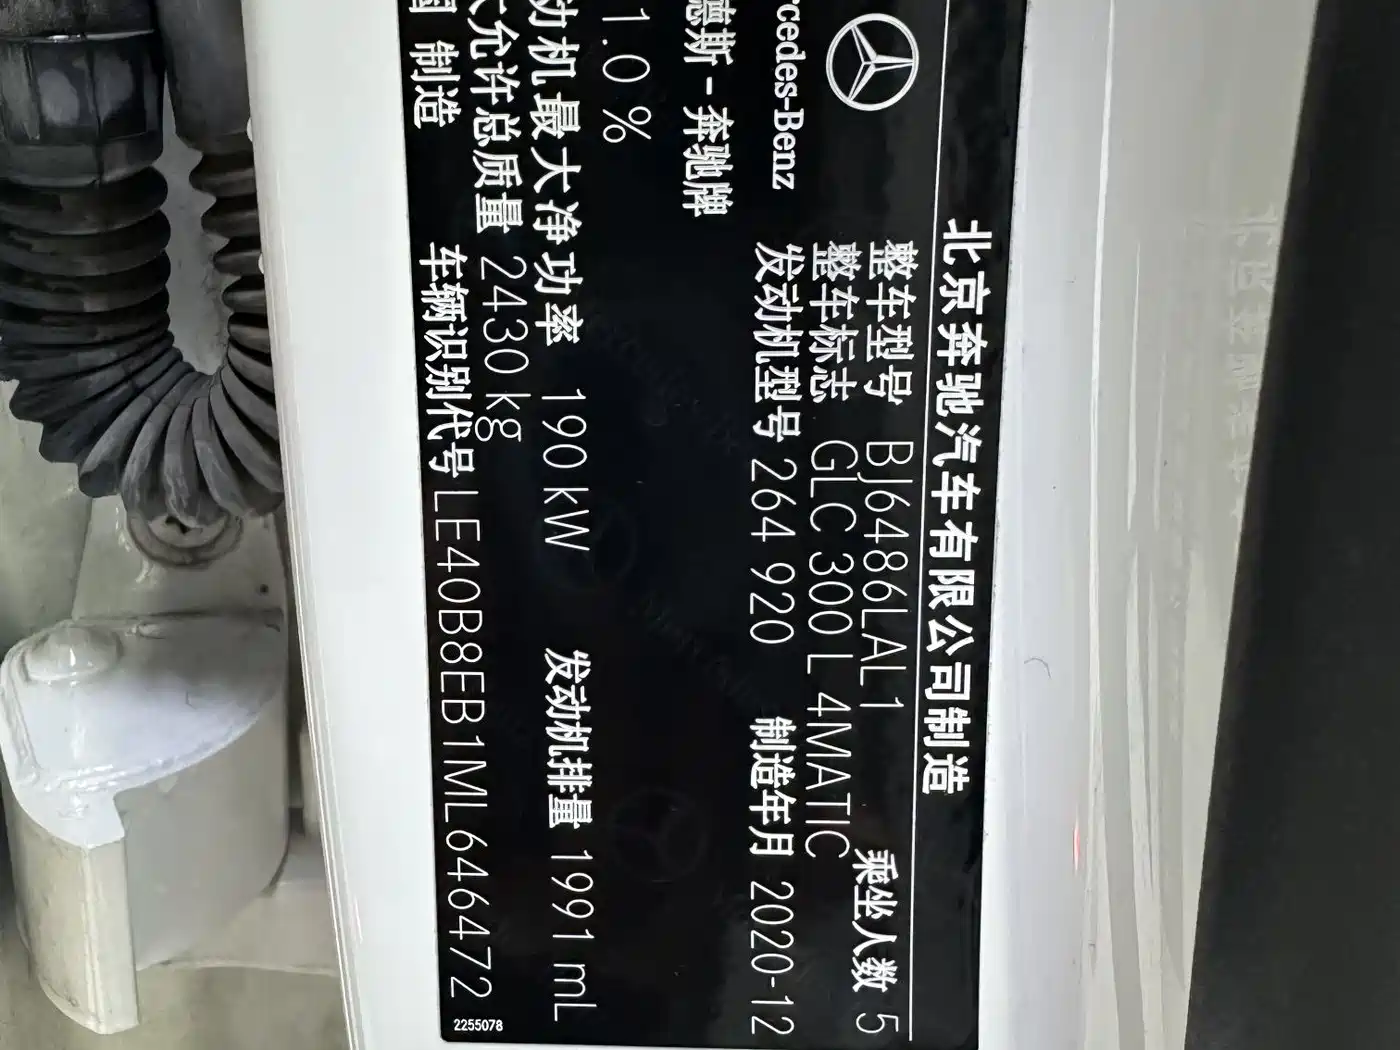 北京奔驰汽车有限公司制造
整车型号 BJ6486LAL1 乘坐人数 5
整车标志 GLC 300 L 4MATIC
发动机型号 264 920 制造年月 2020-12
rcedes-Benz
德斯-奔驰牌
1.0 %
动机最大净功率 190 kW 发动机排量 1991 mL
大允许总质量 2430 kg
国 制造 车辆识别代号 LE40B8EB1ML646472
2255078